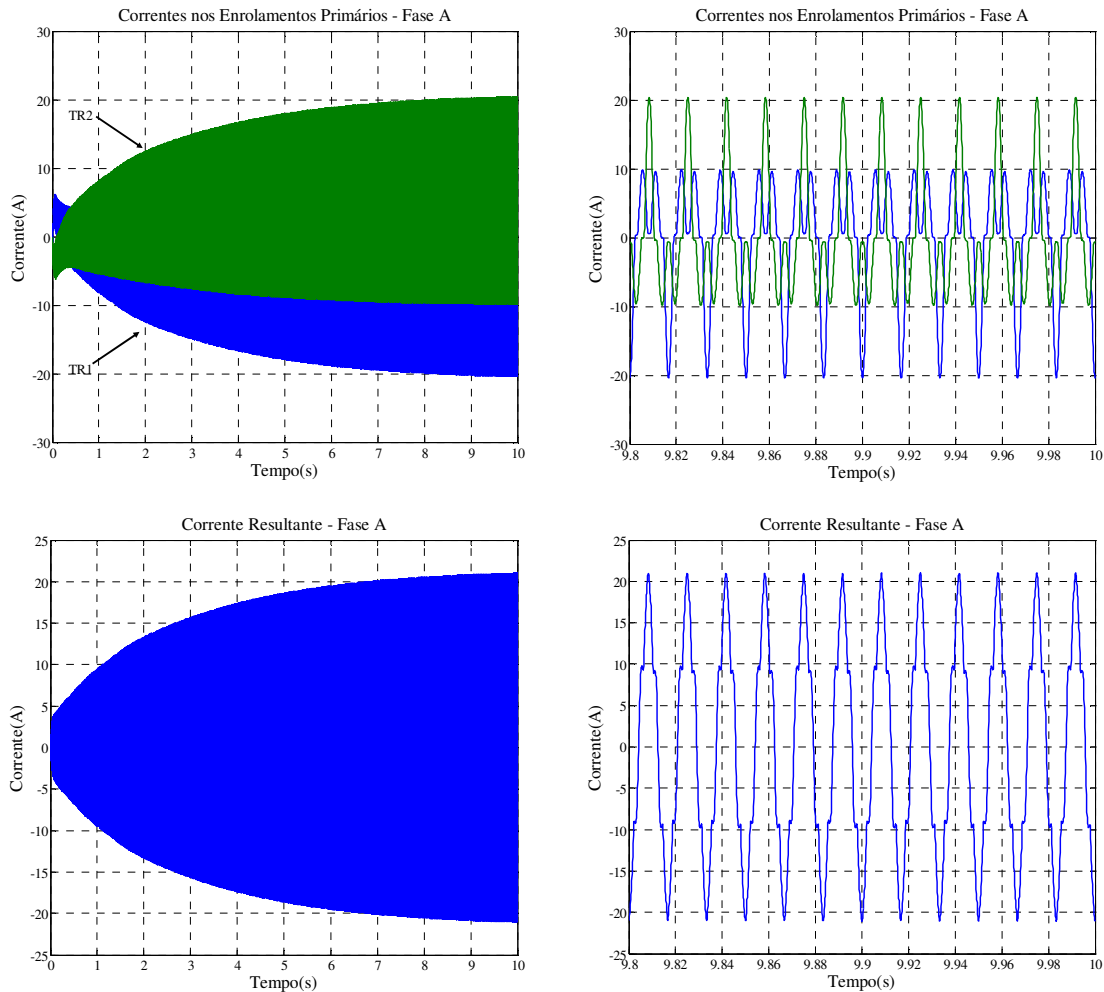 Correntes nos Enrolamentos Primários - Fase A
30
20
10
0
-10
-20
-30
Corrente(A)
TR2
TR1
0 1 2 3 4 5 6 7 8 9 10
Tempo(s)
Correntes nos Enrolamentos Primários - Fase A
30
20
10
0
-10
-20
-30
Corrente(A)
9.8 9.82 9.84 9.86 9.88 9.9 9.92 9.94 9.96 9.98 10
Tempo(s)
Corrente Resultante - Fase A
25
20
15
10
5
0
-5
-10
-15
-20
-25
Corrente(A)
0 1 2 3 4 5 6 7 8 9 10
Tempo(s)
Corrente Resultante - Fase A
25
20
15
10
5
0
-5
-10
-15
-20
-25
Corrente(A)
9.8 9.82 9.84 9.86 9.88 9.9 9.92 9.94 9.96 9.98 10
Tempo(s)